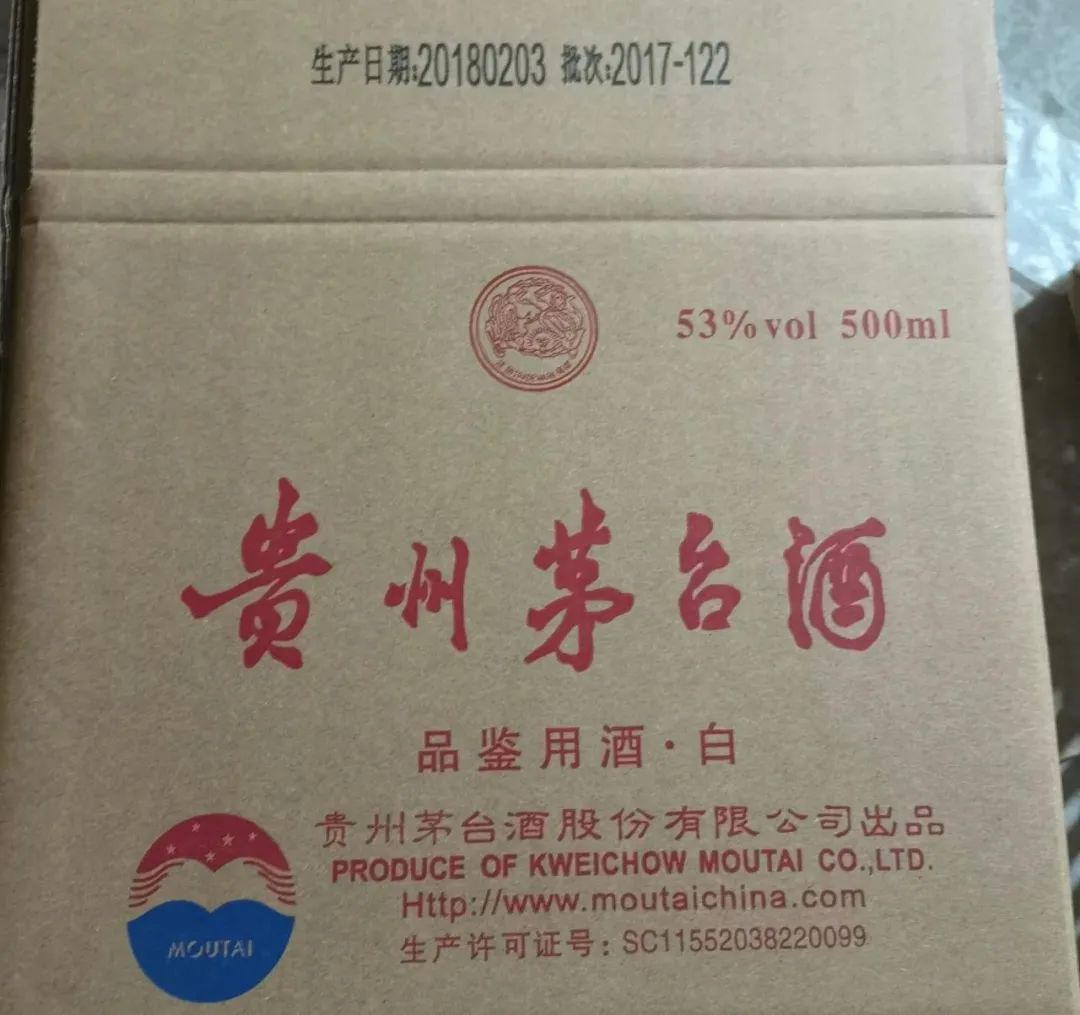 生产日期:20180203 批次:2017-122
53%vol 500ml
贵州茅台酒
品鉴用酒·白
贵州茅台酒股份有限公司出品
PRODUCE OF KWEICHOW MOUTAI CO.,LTD.
Http://www.moutaichina.com
生产许可证号: SC11552038220099
MOUTAI